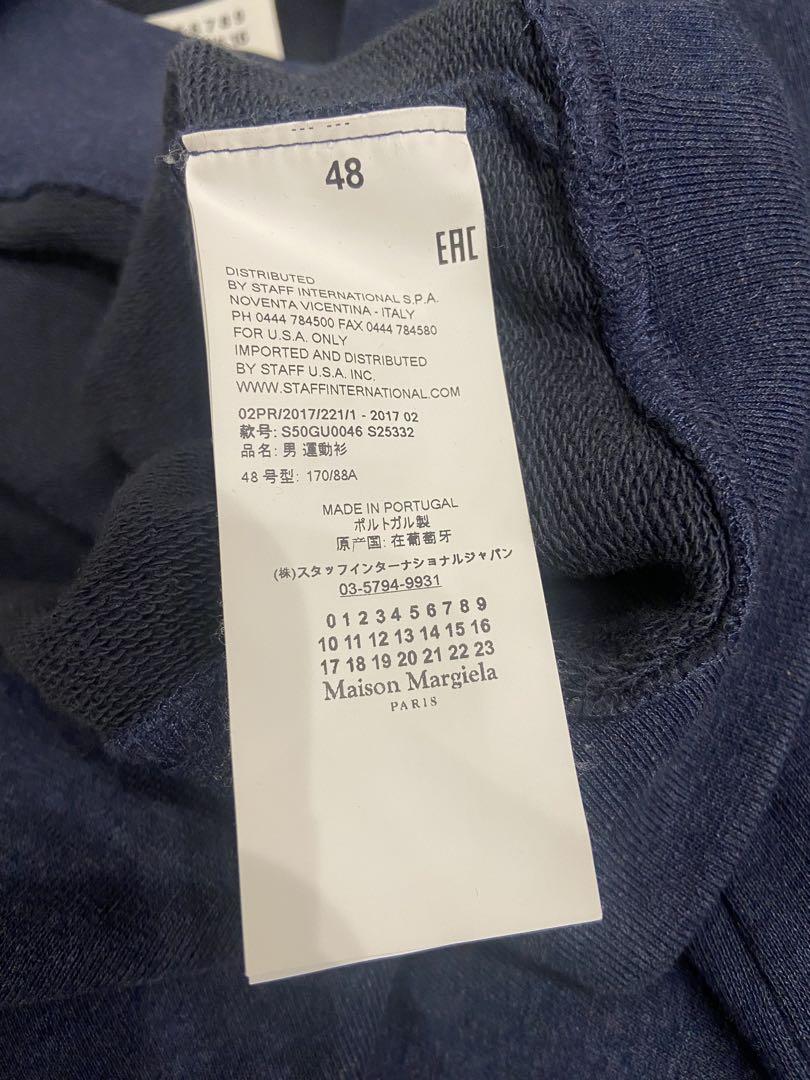 5 7 8 9
48
EAC
DISTRIBUTED
BY STAFF INTERNATIONAL S.P.A.
NOVENTA VICENTINA - ITALY
PH 0444 784500 FAX 0444 784580
FOR U.S.A. ONLY
IMPORTED AND DISTRIBUTED
BY STAFF U.S.A. INC.
WWW.STAFFINTERNATIONAL.COM
02PR/2017/221/1 - 2017 02
款号: S50GU0046 S25332
品名: 男 運動衫
48 号型: 170/88A
MADE IN PORTUGAL
ポルトガル製
原产国: 在葡萄牙
(株)スタッフインターナショナルジャパン
03-5794-9931
0 1 2 3 4 5 6 7 8 9
10 11 12 13 14 15 16
17 18 19 20 21 22 23
Maison Margiela
PARIS